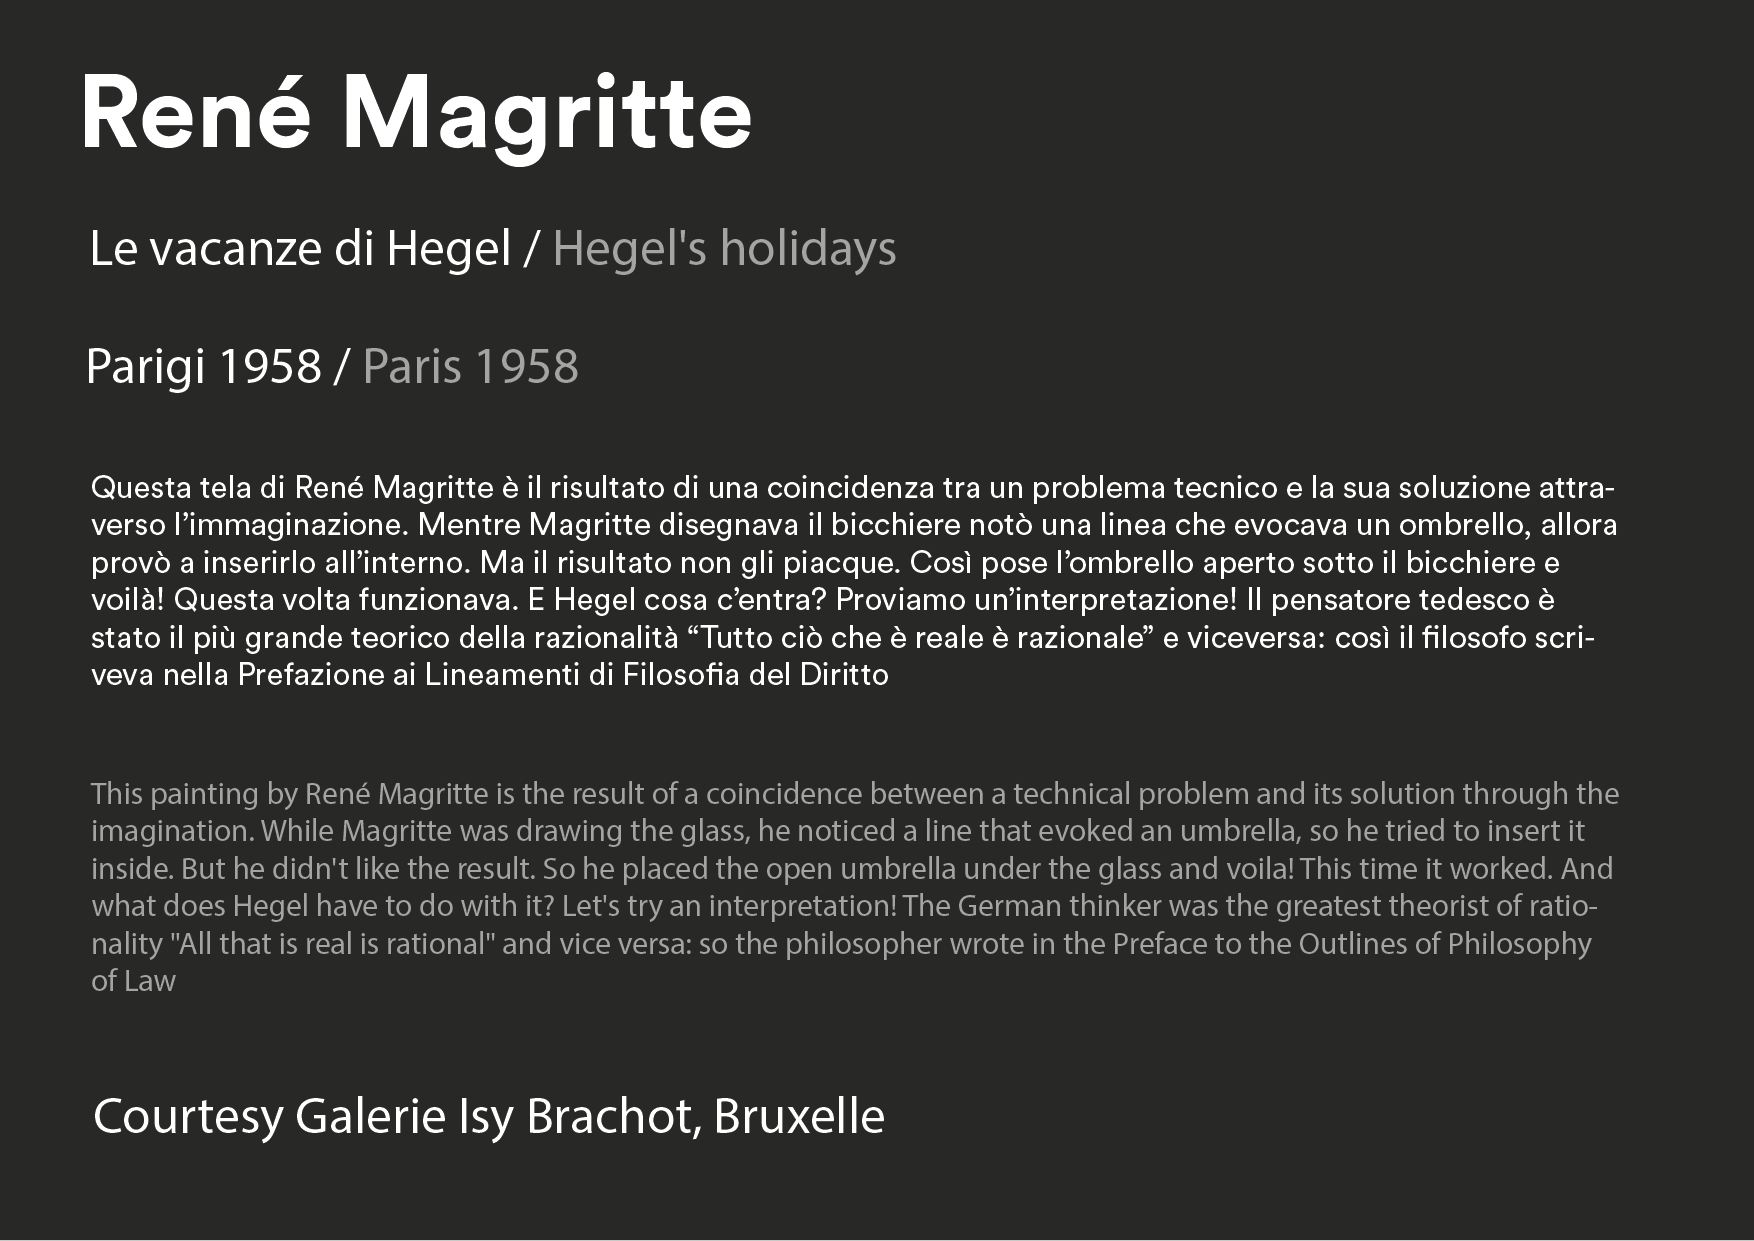 René Magritte
Le vacanze di Hegel / Hegel's holidays
Parigi 1958 / Paris 1958
Questa tela di René Magritte è il risultato di una coincidenza tra un problema tecnico e la sua soluzione attra-
verso l’immaginazione. Mentre Magritte disegnava il bicchiere notò una linea che evocava un ombrello, allora
provò a inserirlo all’interno. Ma il risultato non gli piacque. Così pose l’ombrello aperto sotto il bicchiere e
voilà! Questa volta funzionava. E Hegel cosa c’entra? Proviamo un’interpretazione! Il pensatore tedesco è
stato il più grande teorico della razionalità “Tutto ciò che è reale è razionale” e viceversa: così il filosofo scri-
veva nella Prefazione ai Lineamenti di Filosofia del Diritto
This painting by René Magritte is the result of a coincidence between a technical problem and its solution through the
imagination. While Magritte was drawing the glass, he noticed a line that evoked an umbrella, so he tried to insert it
inside. But he didn't like the result. So he placed the open umbrella under the glass and voila! This time it worked. And
what does Hegel have to do with it? Let's try an interpretation! The German thinker was the greatest theorist of ratio-
nality "All that is real is rational" and vice versa: so the philosopher wrote in the Preface to the Outlines of Philosophy
of Law
Courtesy Galerie Isy Brachot, Bruxelle